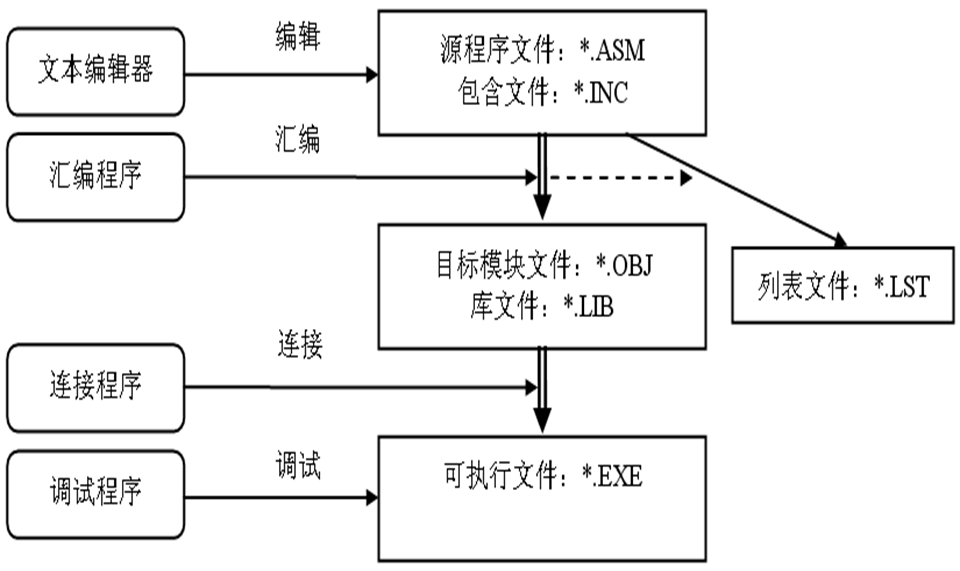 编辑
文本编辑器
源程序文件：*.ASM
包含文件：*.INC
汇编
汇编程序
目标模块文件：*.OBJ
库文件：*.LIB
列表文件：*.LST
连接
连接程序
调试
调试程序
可执行文件：*.EXE